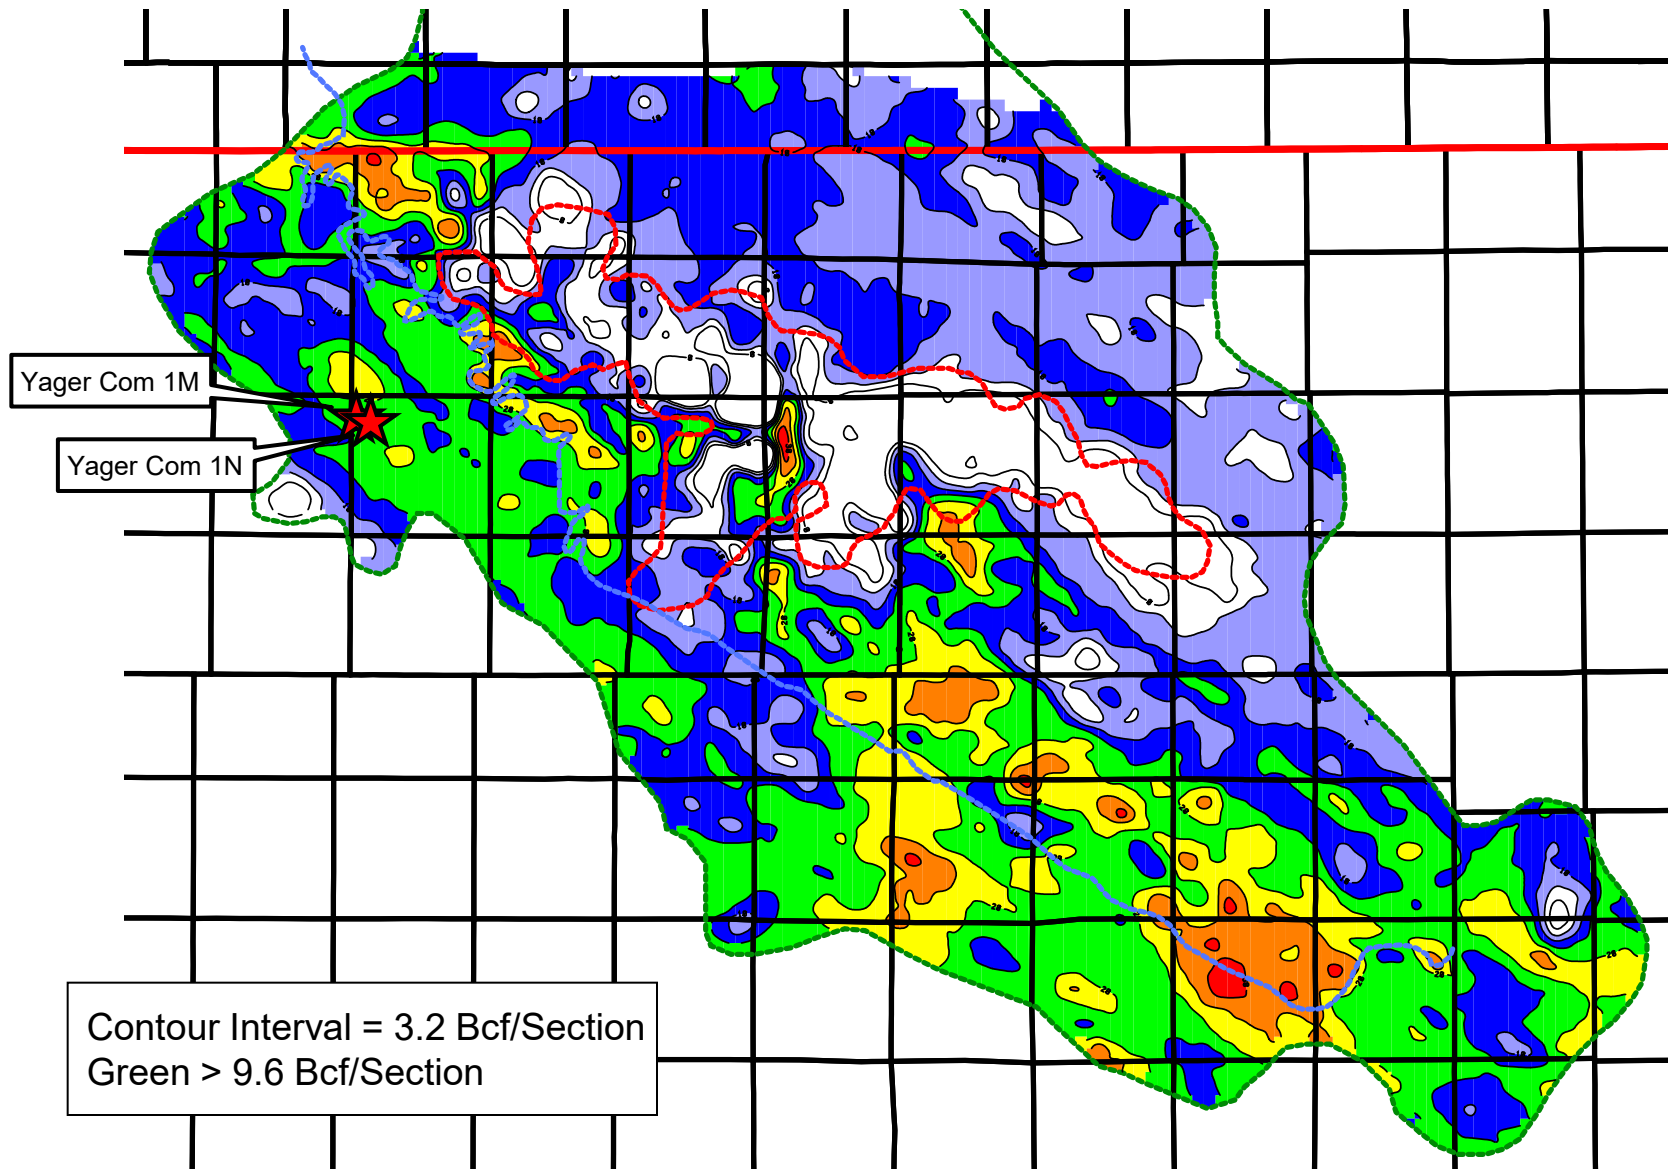 Yager Com 1M
Yager Com 1N
Contour Interval = 3.2 Bcf/Section
Green > 9.6 Bcf/Section